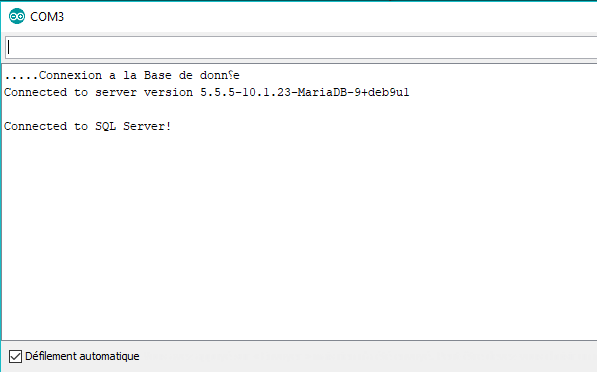 COM3
.....Connexion a la Base de donn⸮e
Connected to server version 5.5.5-10.1.23-MariaDB-9+deb9u1
Connected to SQL Server!
Défilement automatique